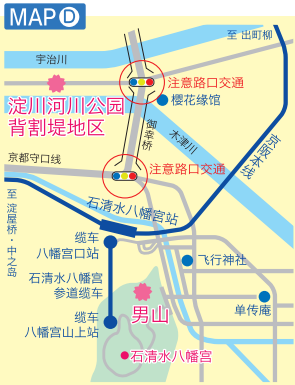 MAP D
至 出町柳
宇治川
注意路口交通
樱花缘馆
淀川河川公园
背割堤地区
御幸桥
木津川
京阪本线
京都守口线
注意路口交通
至 淀屋桥・中之岛
石清水八幡宫站
缆车
八幡宫口站
飞行神社
石清水八幡宫
参道缆车
男山
单传庵
缆车
八幡宫山上站
石清水八幡宫